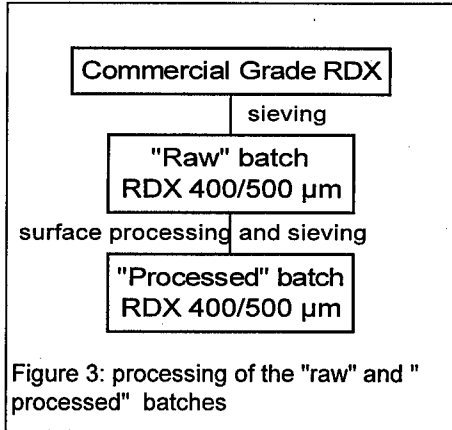 Commercial Grade RDX
sieving
"Raw" batch
RDX 400/500 µm
surface processing and sieving
"Processed" batch
RDX 400/500 µm
Figure 3: processing of the "raw" and "
processed" batches